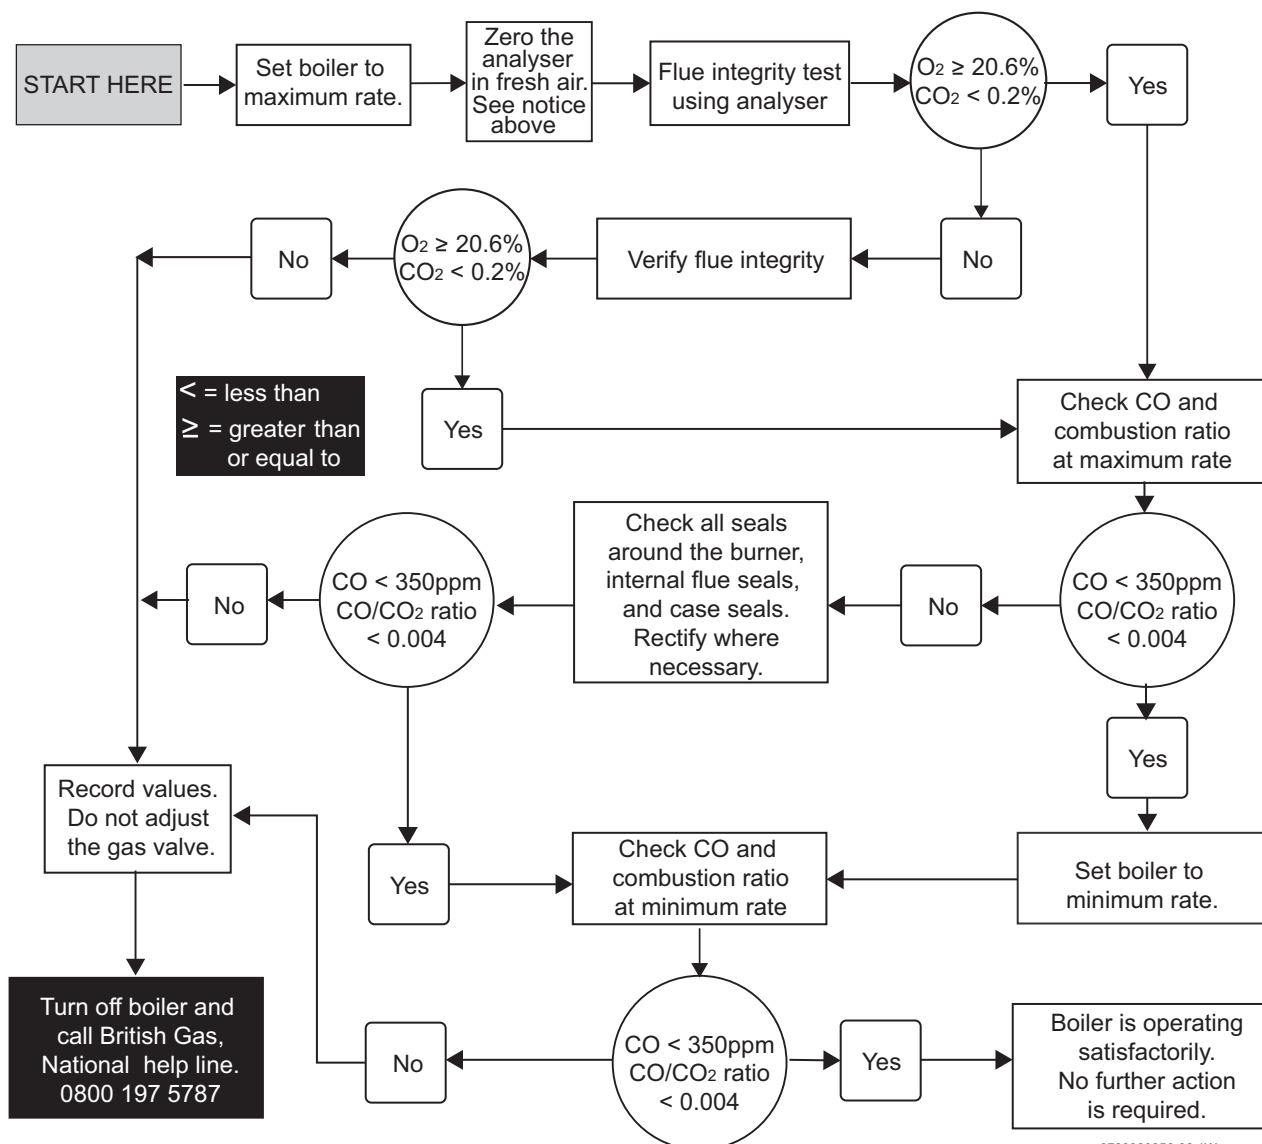 START HERE
Set boiler to
maximum rate.
Zero the
analyser
in fresh air.
See notice
above
Flue integrity test
using analyser
O2 ≥ 20.6%
CO2 < 0.2%
Yes
No
Verify flue integrity
O2 ≥ 20.6%
CO2 < 0.2%
No
Yes
< = less than
≥ = greater than
or equal to
Check CO and
combustion ratio
at maximum rate
CO < 350ppm
CO/CO2 ratio
< 0.004
No
Check all seals
around the burner,
internal flue seals,
and case seals.
Rectify where
necessary.
CO < 350ppm
CO/CO2 ratio
< 0.004
No
Yes
Yes
Set boiler to
minimum rate.
Check CO and
combustion ratio
at minimum rate
Record values.
Do not adjust
the gas valve.
Turn off boiler and
call British Gas,
National help line.
0800 197 5787
No
CO < 350ppm
CO/CO2 ratio
< 0.004
Yes
Boiler is operating
satisfactorily.
No further action
is required.